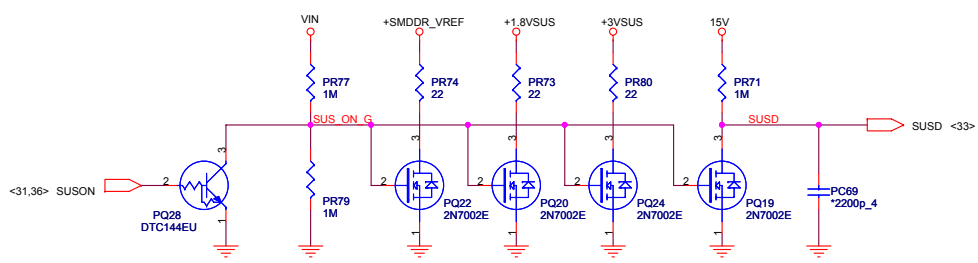 VIN
+SMDDR_VREF
+1.8VSUS
+3VSUS
15V
PR77
1M
PR74
22
PR73
22
PR80
22
PR71
1M
SUS_ON_G
SUSD
SUSD <33>
3
3
3
3
3
<31,36> SUSON
2
2
2
2
2
PR79
1M
PQ28
DTC144EU
PQ22
2N7002E
PQ20
2N7002E
PQ24
2N7002E
PQ19
2N7002E
PC69
*2200p_4
1
1
1
1
1